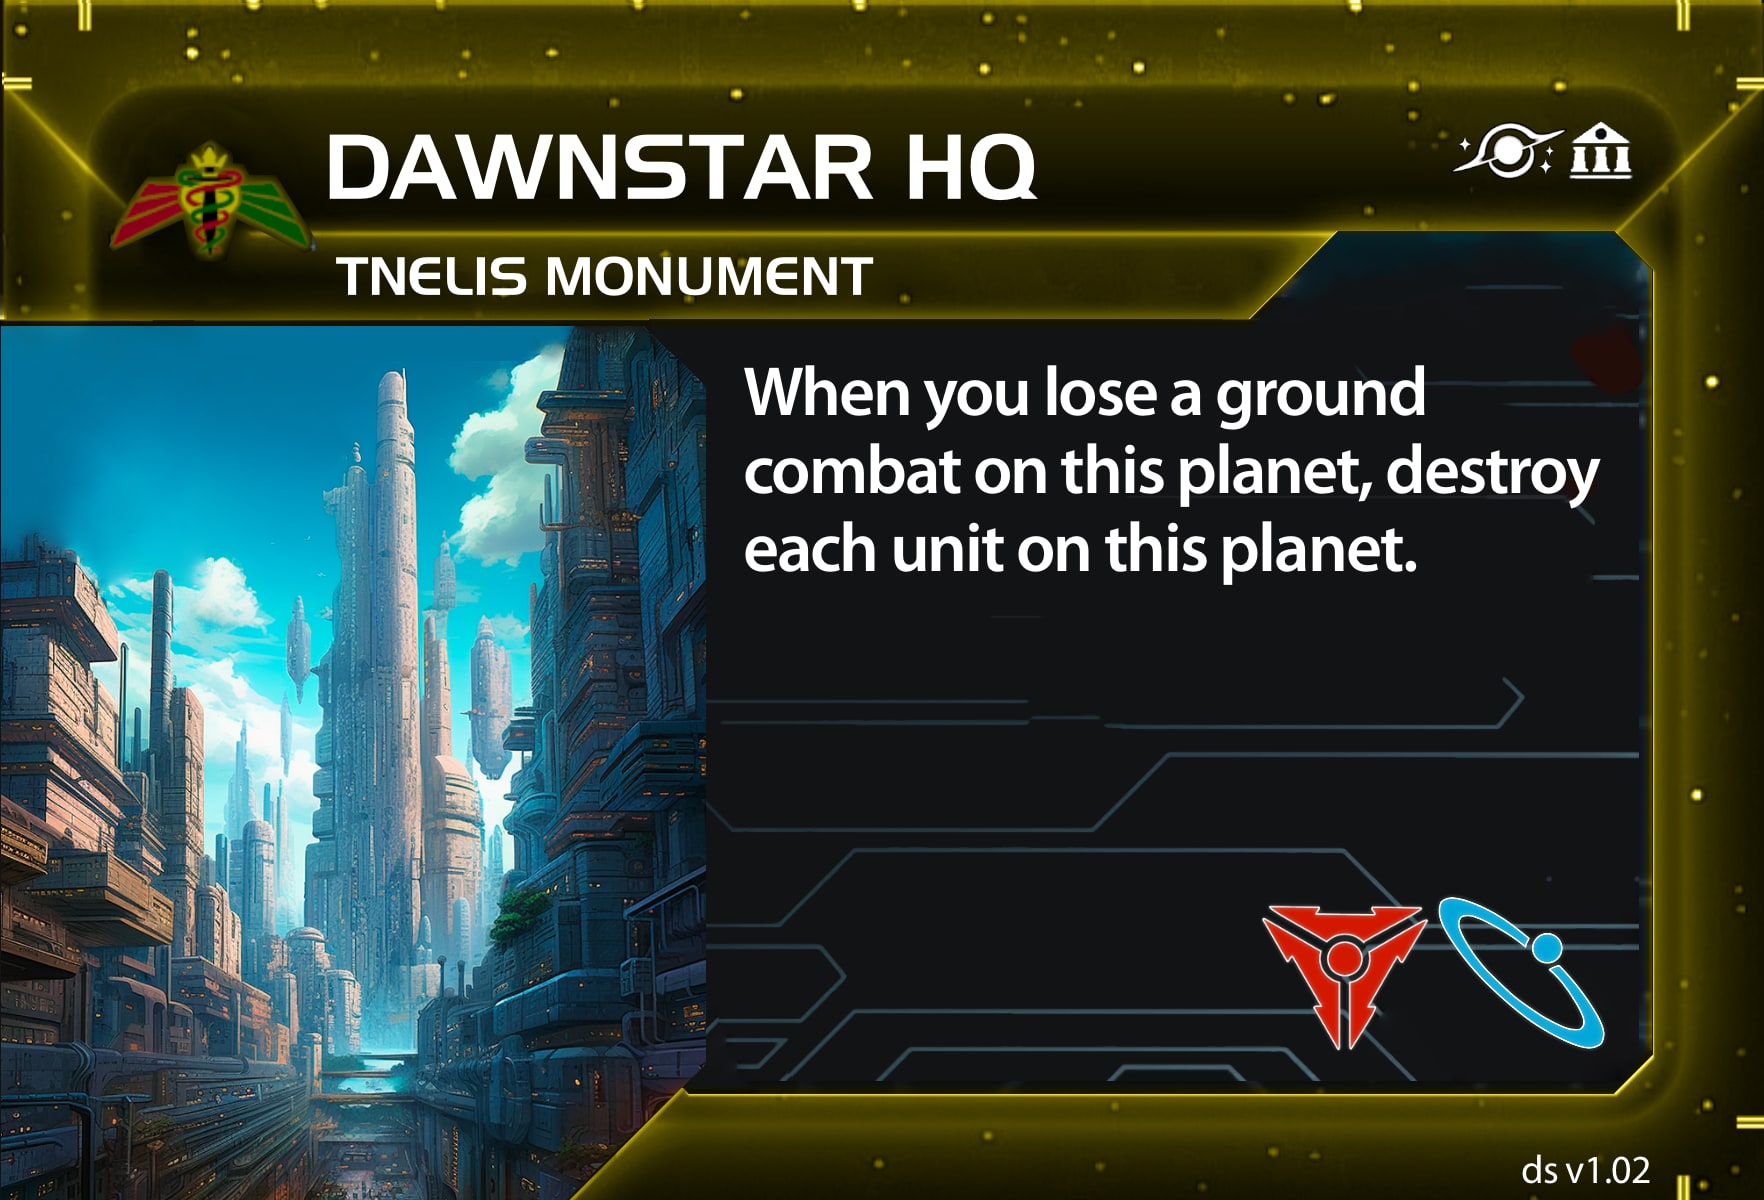 DAWNSTAR HQ
TNELIS MONUMENT
When you lose a ground
combat on this planet, destroy
each unit on this planet.
ds v1.02